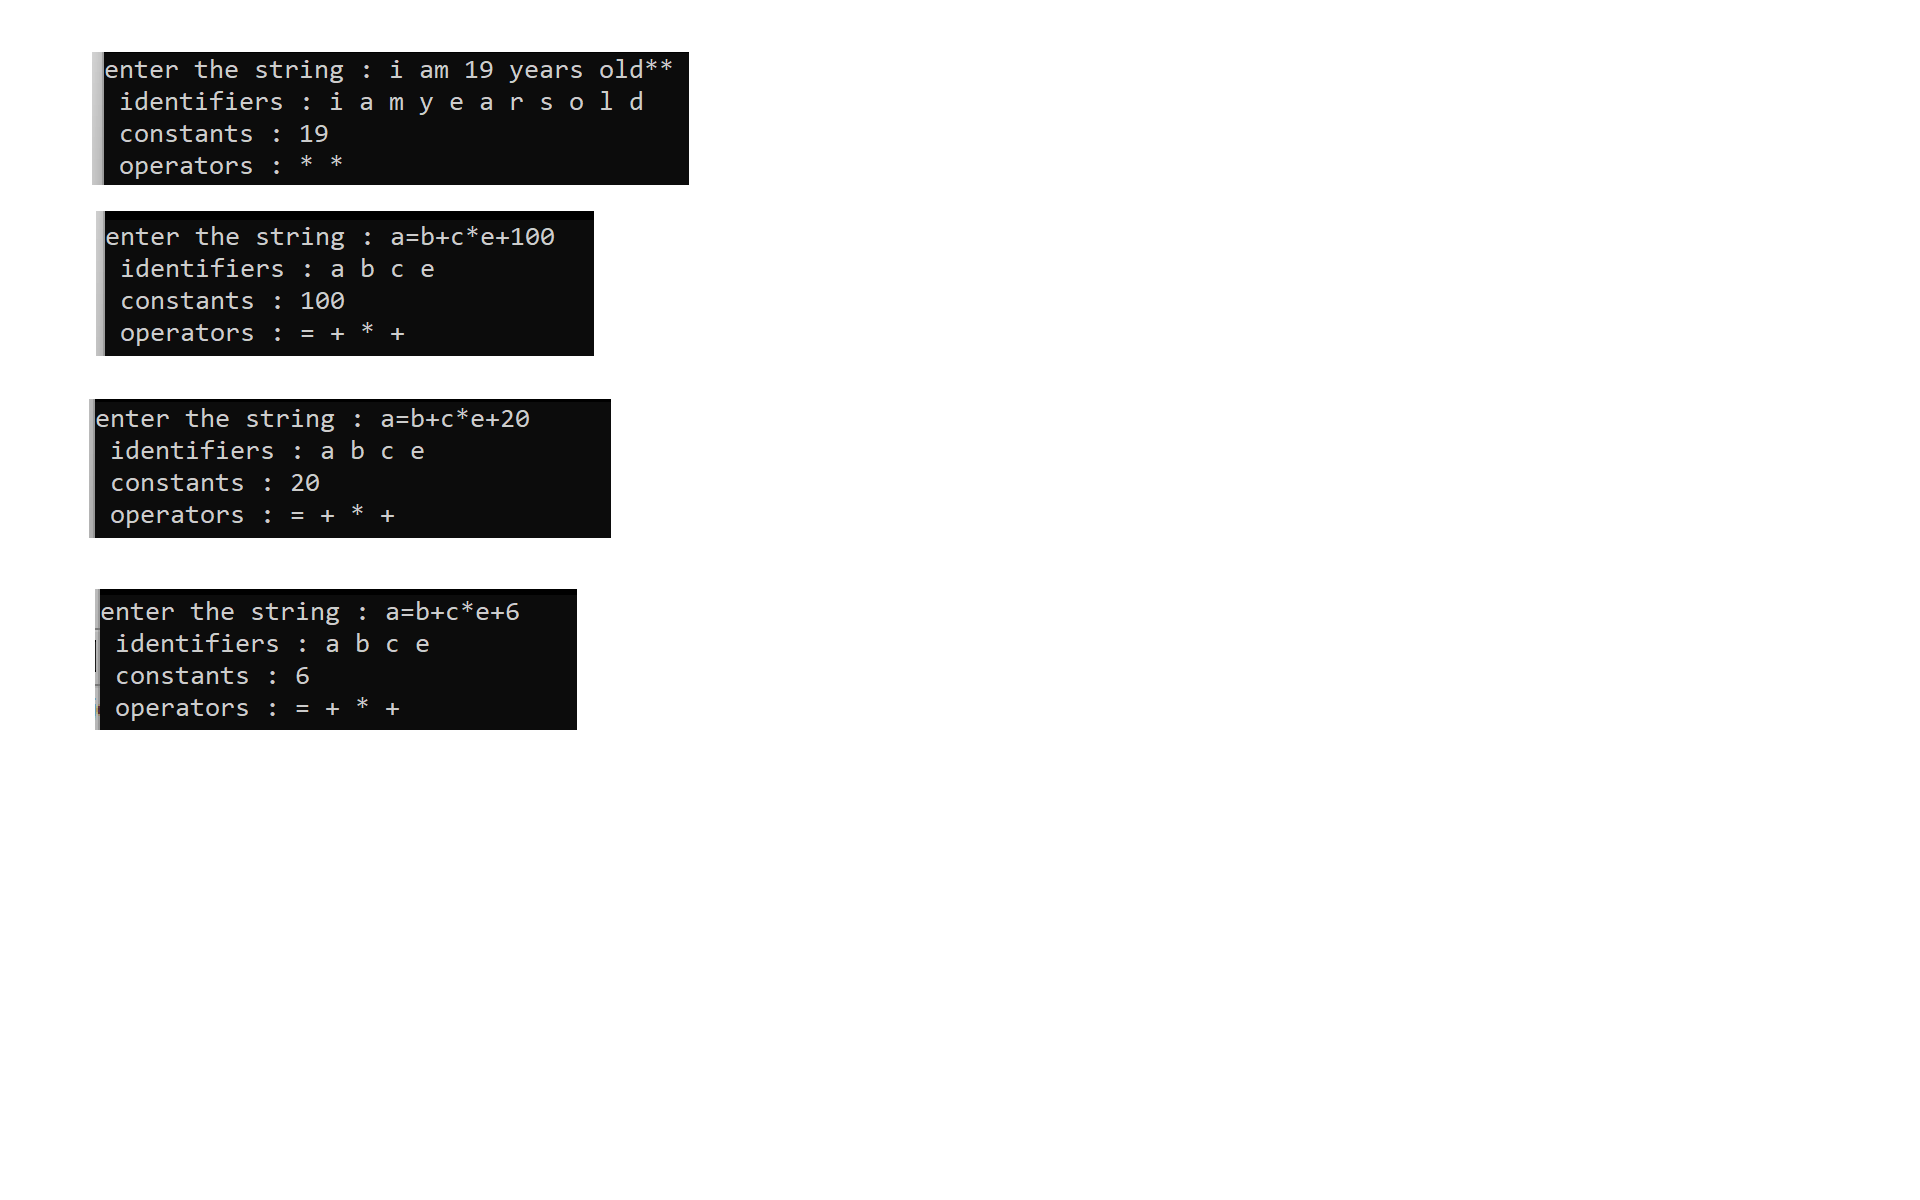 enter the string : i am 19 years old**
identifiers : i a m y e a r s o l d
constants : 19
operators : * *
enter the string : a=b+c*e+100
identifiers : a b c e
constants : 100
operators : = + * +
enter the string : a=b+c*e+20
identifiers : a b c e
constants : 20
operators : = + * +
enter the string : a=b+c*e+6
identifiers : a b c e
constants : 6
operators : = + * +